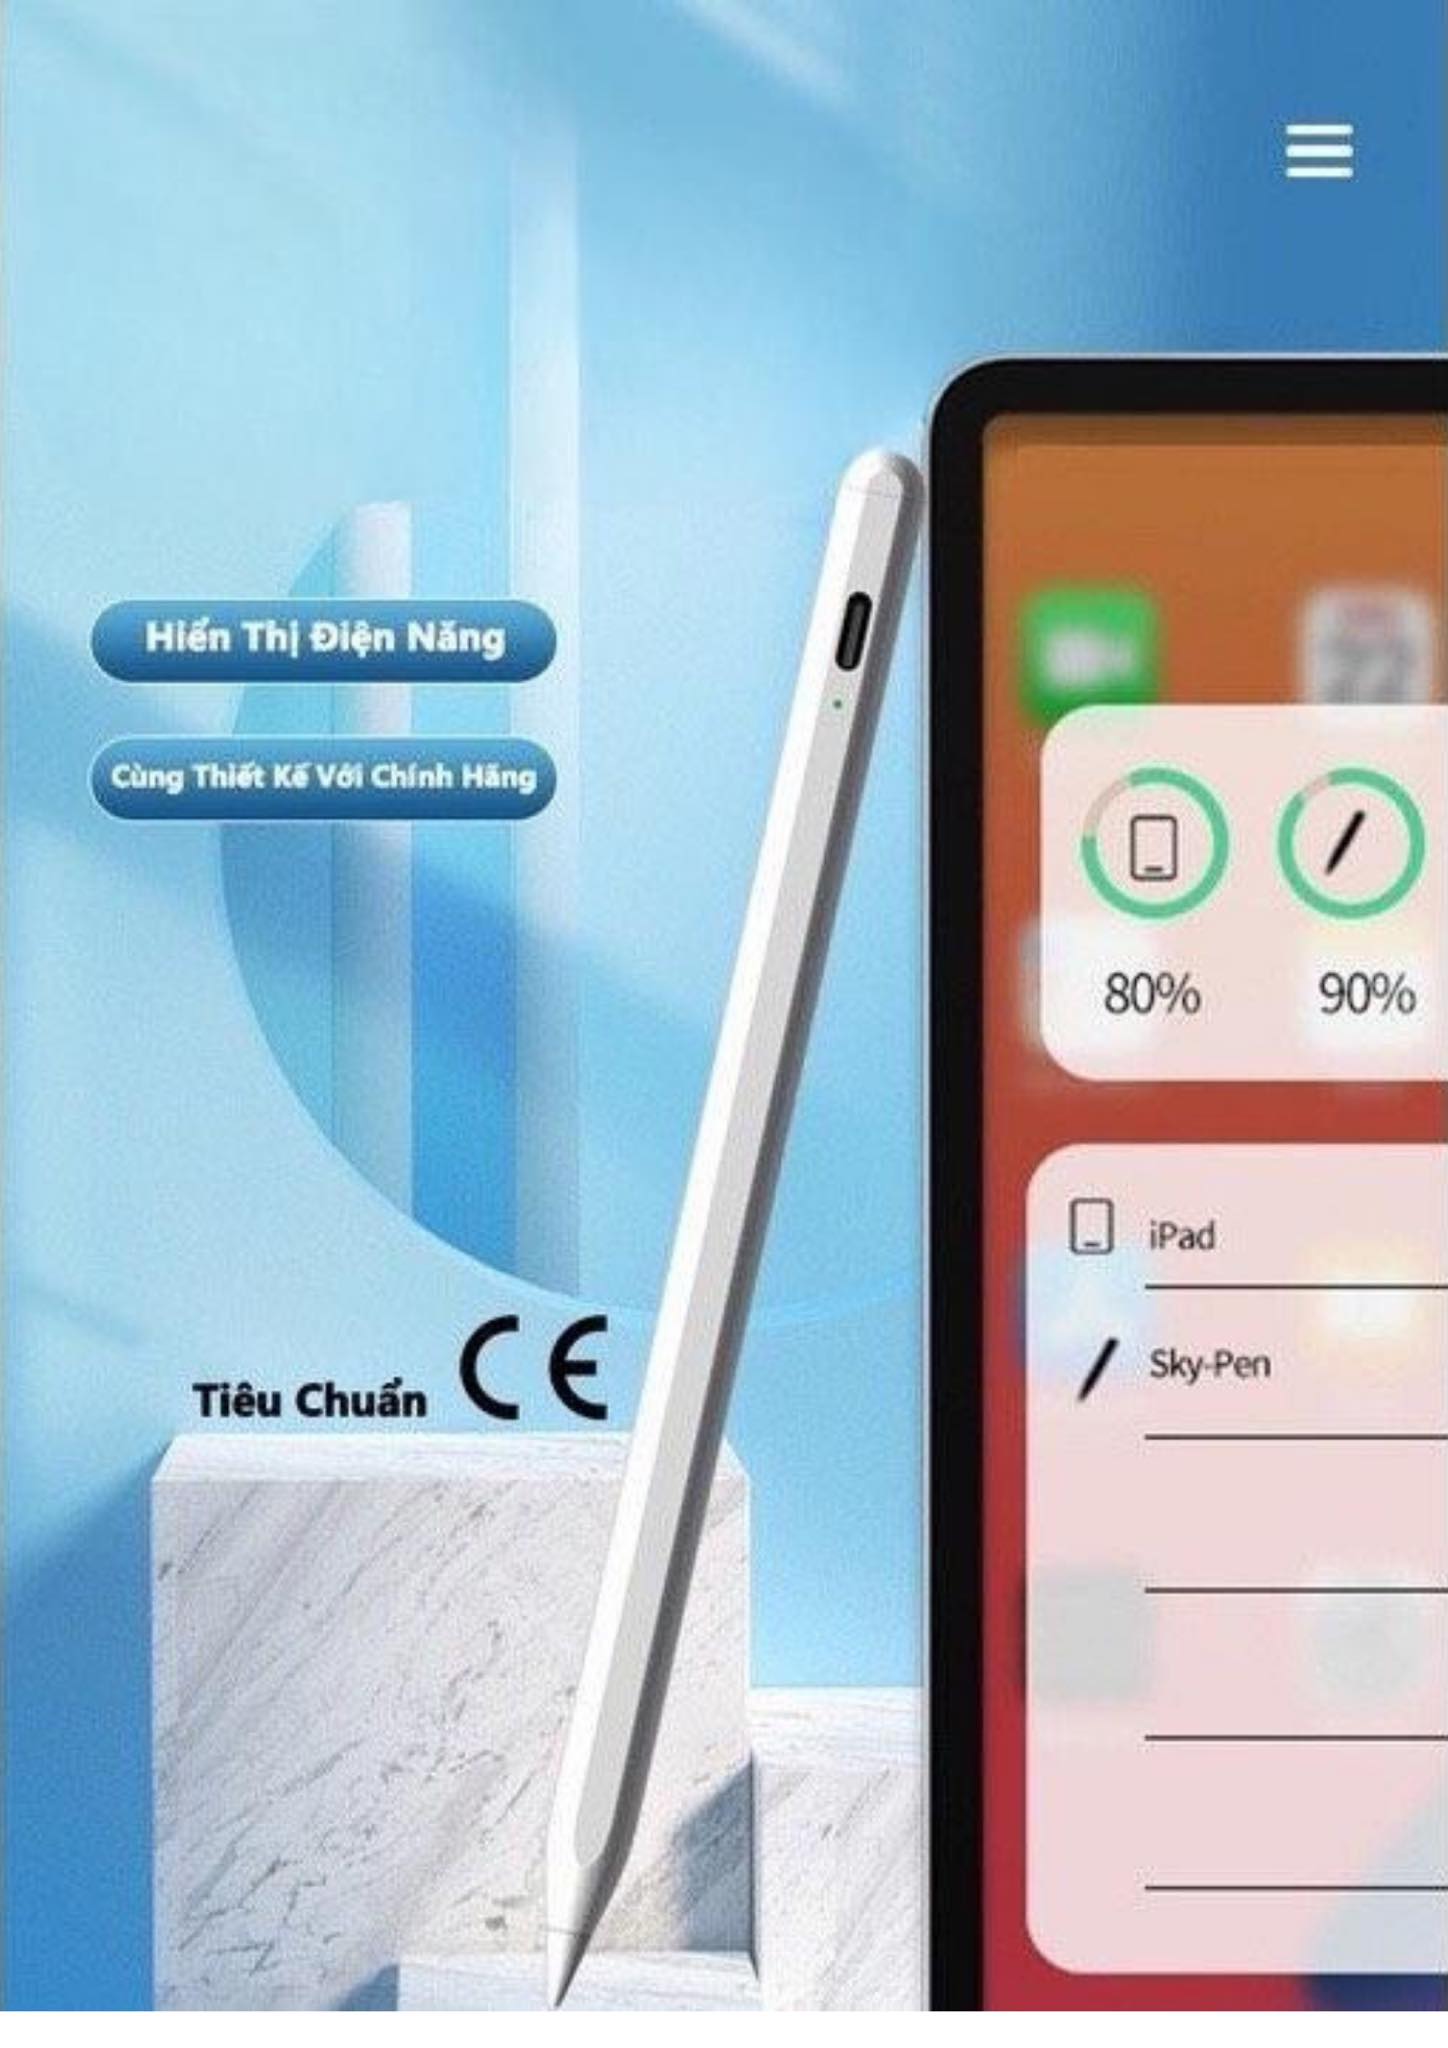 Hiển Thị Điện Năng
Cùng Thiết Kế Với Chính Hãng
80%
90%
iPad
Sky-Pen
Tiêu Chuẩn CE